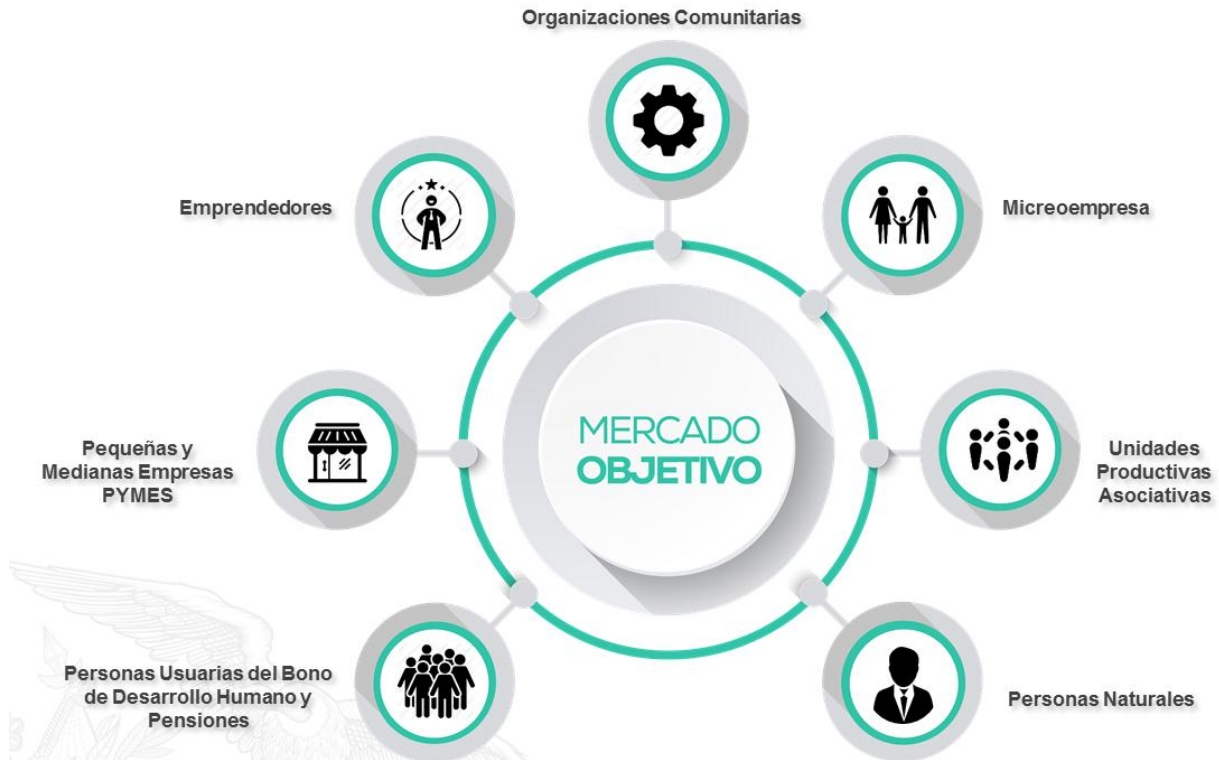 Organizaciones Comunitarias
Emprendedores
Micreoempresa
MERCADO
OBJETIVO
Pequeñas y
Medianas Empresas
PYMES
Unidades
Productivas
Asociativas
Personas Usuarias del Bono
de Desarrollo Humano y
Pensiones
Personas Naturales